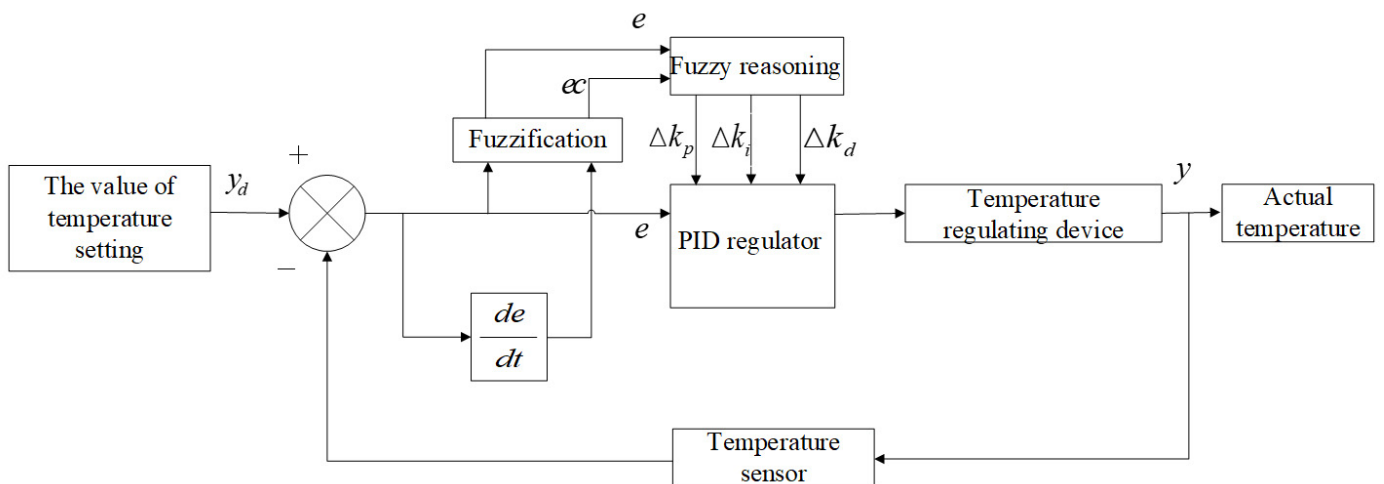 e
Fuzzy reasoning
ec
Fuzzification
Δk_p Δk_i Δk_d
+
The value of
temperature
setting
y_d
−
e
PID regulator
Temperature
regulating device
y
Actual
temperature
de
dt
Temperature
sensor